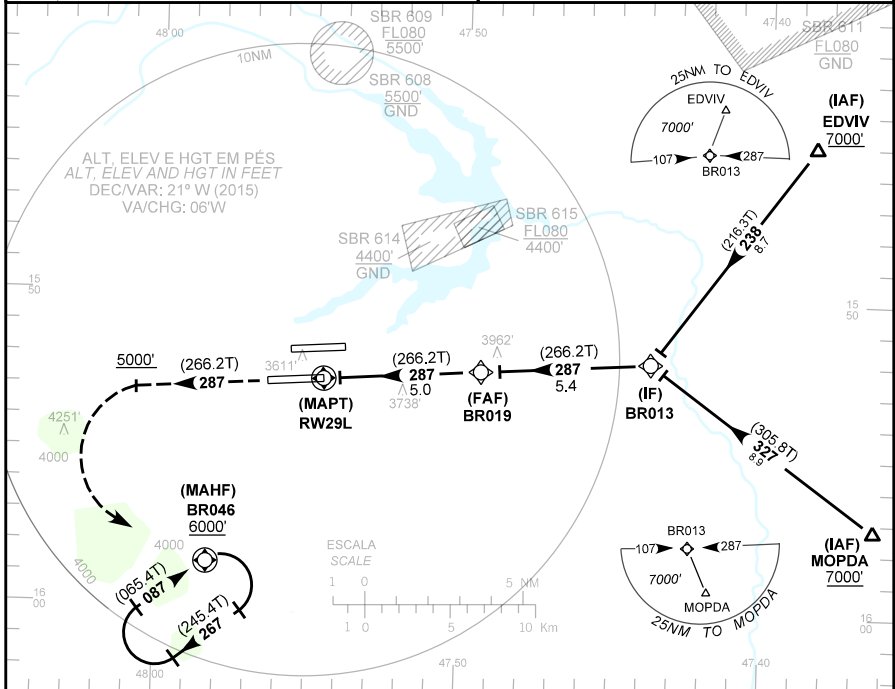 48 00
47 50
47 40
SBR 609
FL080
5500'
SBR 608
5500'
GND
10NM
SBR 611
FL080
GND
25NM TO EDVIV
EDVIV
7000'
107
287
BR013
(IAF)
EDVIV
7000'
ALT, ELEV E HGT EM PÉS
ALT, ELEV AND HGT IN FEET
DEC/VAR: 21º W (2015)
VA/CHG: 06'W
SBR 615
FL080
4400'
SBR 614
4400'
GND
(216.3T)
238
8.7
15
50
15
50
5000'
(266.2T)
287
3611'
(MAPT)
RW29L
(266.2T)
287
5.0
3738'
3962'
(FAF)
BR019
(266.2T)
287
5.4
(IF)
BR013
(305.8T)
327
8.9
4251'
4000
(MAHF)
BR046
6000'
4000
4000
(065.4T)
087
(245.4T)
267
ESCALA
SCALE
1 0 5 NM
1 0 5 10 Km
BR013
107
287
7000'
MOPDA
25NM TO MOPDA
(IAF)
MOPDA
7000'
16
00
16
00
48 00
47 50
47 40